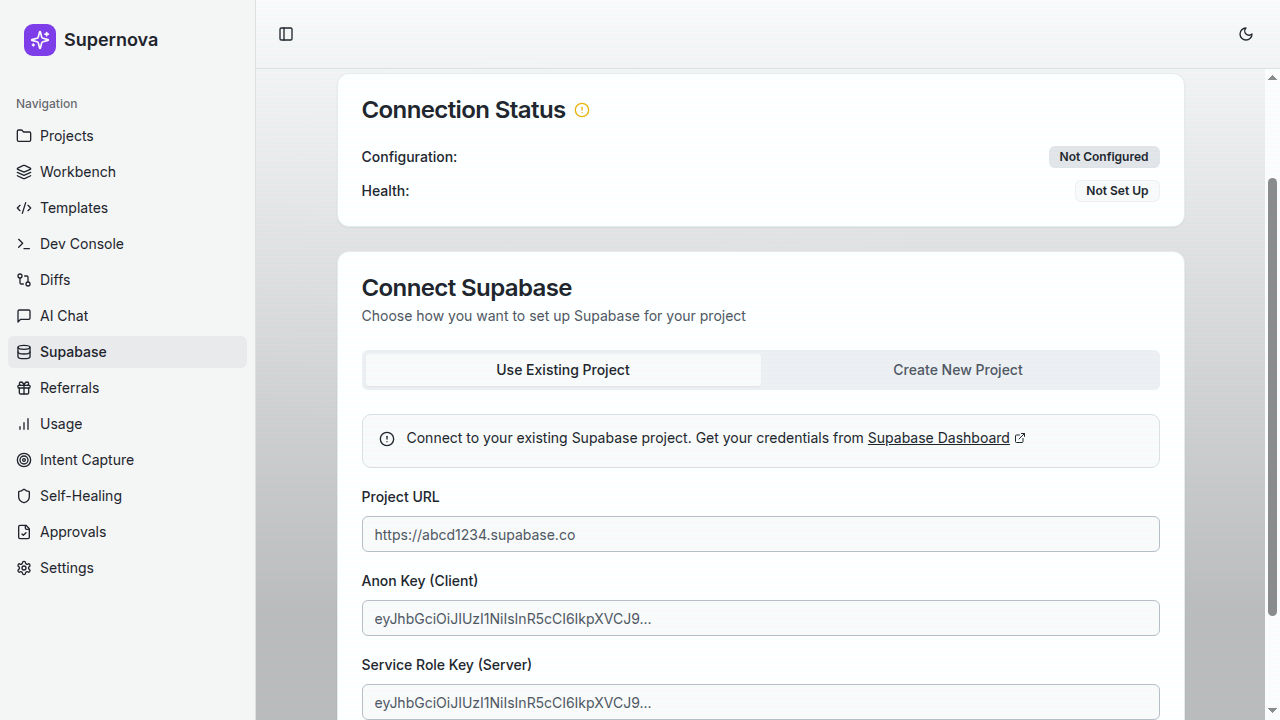 Supernova
Navigation
Projects
Workbench
Templates
Dev Console
Diffs
AI Chat
Supabase
Referrals
Usage
Intent Capture
Self-Healing
Approvals
Settings
Connection Status
Configuration: Not Configured
Health: Not Set Up
Connect Supabase
Choose how you want to set up Supabase for your project
Use Existing Project Create New Project
Connect to your existing Supabase project. Get your credentials from Supabase Dashboard
Project URL
https://abcd1234.supabase.co
Anon Key (Client)
eyJhbGciOiJIUzI1NiIsInR5cCI6IkpXVCJ9...
Service Role Key (Server)
eyJhbGciOiJIUzI1NiIsInR5cCI6IkpXVCJ9...